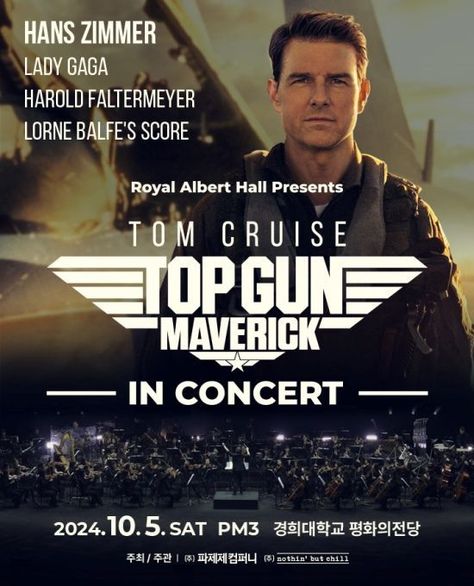 HANS ZIMMER
LADY GAGA
HAROLD FALTERMEYER
LORNE BALFE'S SCORE
Royal Albert Hall Presents
TOM CRUISE
TOP GUN
MAVERICK
IN CONCERT
2024.10.5. SAT PM3 경희대학교 평화의전당
주최 / 주관 | (주) 파제제컴퍼니 (주) nothin' but chill